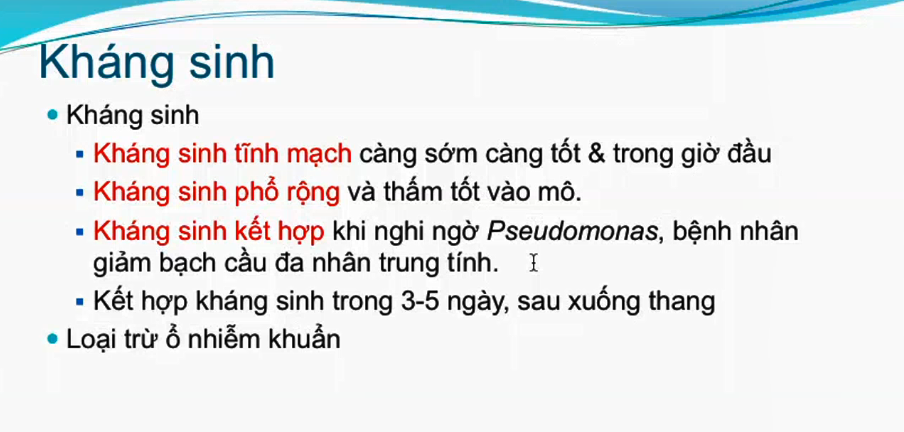 Kháng sinh
Kháng sinh
Kháng sinh tĩnh mạch càng sớm càng tốt & trong giờ đầu
Kháng sinh phổ rộng và thấm tốt vào mô.
Kháng sinh kết hợp khi nghi ngờ Pseudomonas, bệnh nhân
giảm bạch cầu đa nhân trung tính.
Kết hợp kháng sinh trong 3-5 ngày, sau xuống thang
Loại trừ ổ nhiễm khuẩn